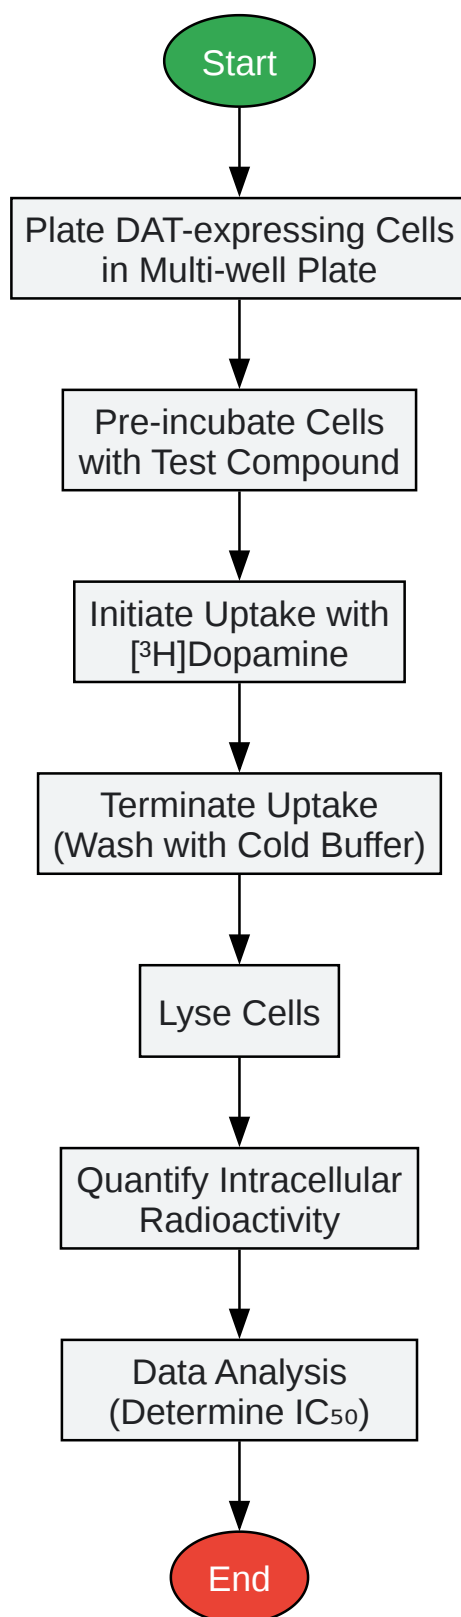 Start
Plate DAT-expressing Cells
in Multi-well Plate
Pre-incubate Cells
with Test Compound
Initiate Uptake with
[³H]Dopamine
Terminate Uptake
(Wash with Cold Buffer)
Lyse Cells
Quantify Intracellular
Radioactivity
Data Analysis
(Determine IC₅₀)
End